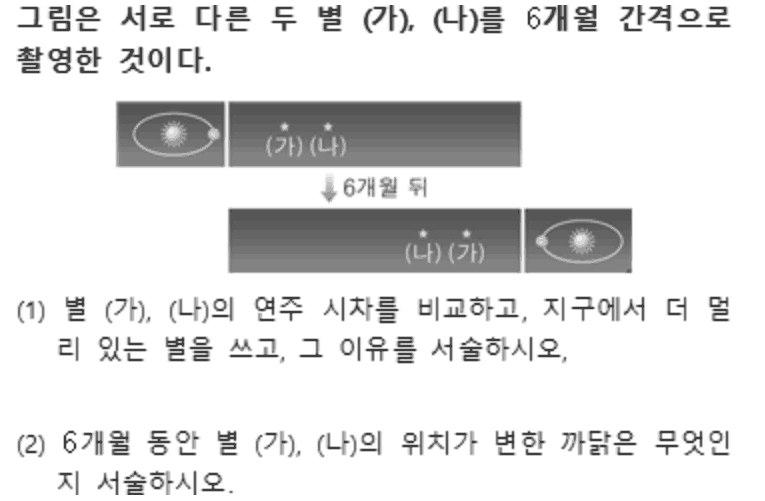 그림은 서로 다른 두 별 (가), (나)를 6개월 간격으로
촬영한 것이다.
(가) (나)
6개월 뒤
(나) (가)
(1) 별 (가), (나)의 연주 시차를 비교하고, 지구에서 더 멀
리 있는 별을 쓰고, 그 이유를 서술하시오,
(2) 6개월 동안 별 (가), (나)의 위치가 변한 까닭은 무엇인
지 서술하시오.